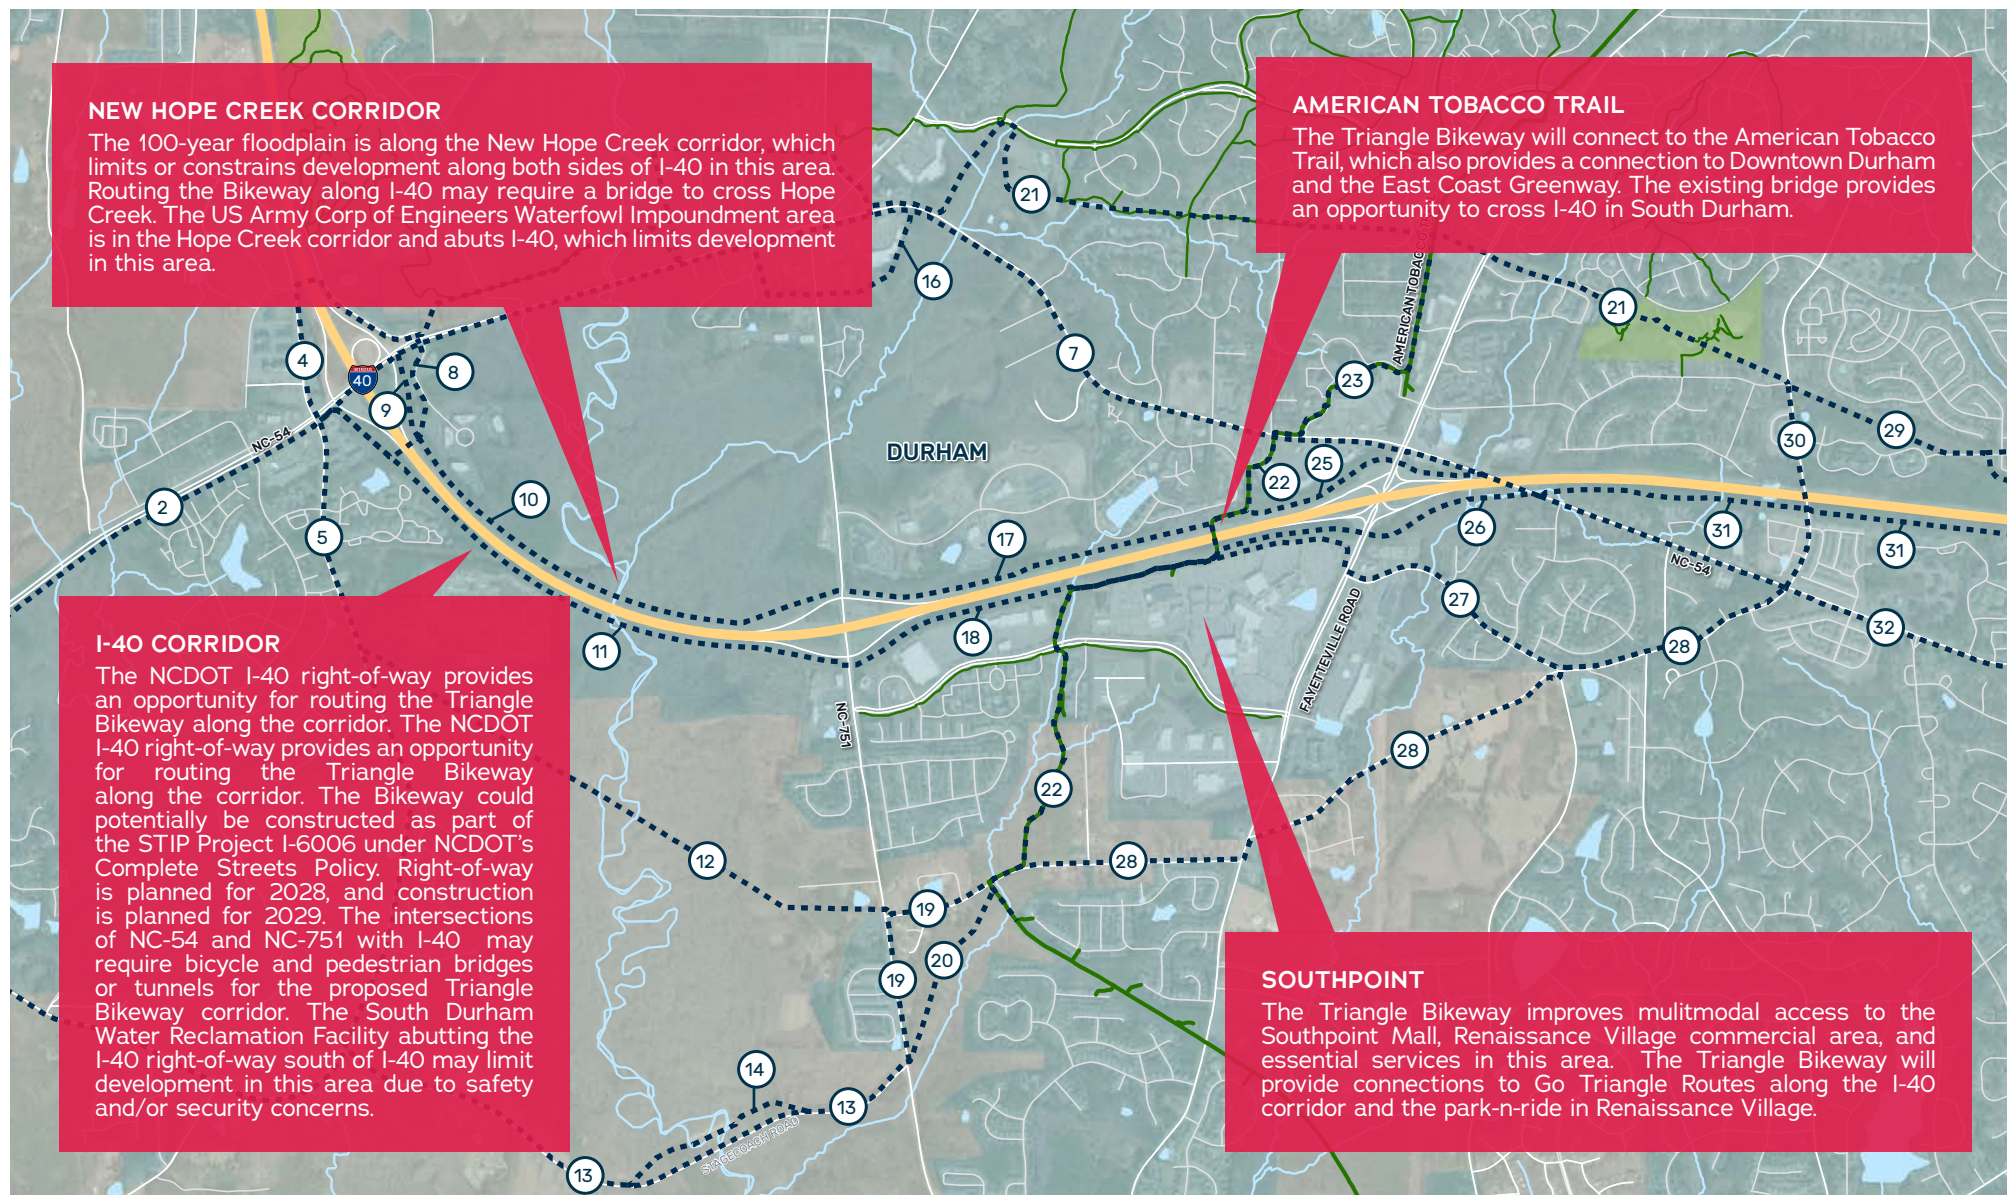 NEW HOPE CREEK CORRIDOR
The 100-year floodplain is along the New Hope Creek corridor, which
limits or constrains development along both sides of I-40 in this area.
Routing the Bikeway along I-40 may require a bridge to cross Hope
Creek. The US Army Corp of Engineers Waterfowl Impoundment area
is in the Hope Creek corridor and abuts I-40, which limits development
in this area.
AMERICAN TOBACCO TRAIL
The Triangle Bikeway will connect to the American Tobacco
Trail, which also provides a connection to Downtown Durham
and the East Coast Greenway. The existing bridge provides
an opportunity to cross I-40 in South Durham.
21
16
AMERICAN TOBACCO T
21
7
4
INTERSTATE
40
8
23
9
NC-54
DURHAM
29
30
25
22
2
10
5
17
26
31
31
NC-54
27
FAYETTEVILLE ROAD
32
18
11
28
I-40 CORRIDOR
The NCDOT I-40 right-of-way provides
an opportunity for routing the Triangle
Bikeway along the corridor. The NCDOT
I-40 right-of-way provides an opportunity
for routing the Triangle Bikeway
along the corridor. The Bikeway could
potentially be constructed as part of
the STIP Project I-6006 under NCDOT's
Complete Streets Policy. Right-of-way
is planned for 2028, and construction
is planned for 2029. The intersections
of NC-54 and NC-751 with I-40 may
require bicycle and pedestrian bridges
or tunnels for the proposed Triangle
Bikeway corridor. The South Durham
Water Reclamation Facility abutting the
I-40 right-of-way south of I-40 may limit
development in this area due to safety
and/or security concerns.
NC-751
28
22
12
28
19
20
19
14
13
STAGECOACH ROAD
13
SOUTHPOINT
The Triangle Bikeway improves mulitmodal access to the
Southpoint Mall, Renaissance Village commercial area, and
essential services in this area. The Triangle Bikeway will
provide connections to Go Triangle Routes along the I-40
corridor and the park-n-ride in Renaissance Village.